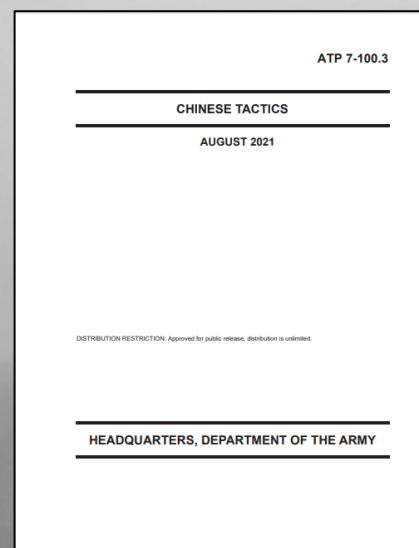 ATP 7-100.3
CHINESE TACTICS
AUGUST 2021
DISTRIBUTION RESTRICTION: Approved for public release, distribution is unlimited.
HEADQUARTERS, DEPARTMENT OF THE ARMY